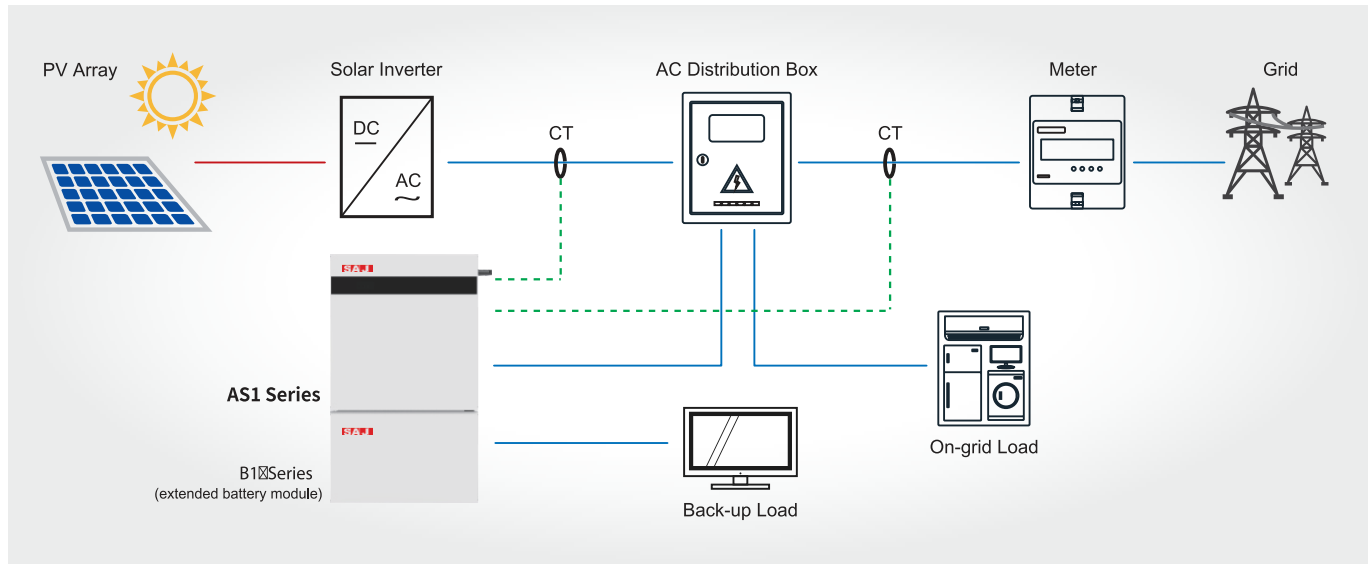 PV Array
Solar Inverter
AC Distribution Box
Meter
Grid
DC
AC
CT
CT
SAJ
AS1 Series
SAJ
B1☒Series
(extended battery module)
On-grid Load
Back-up Load